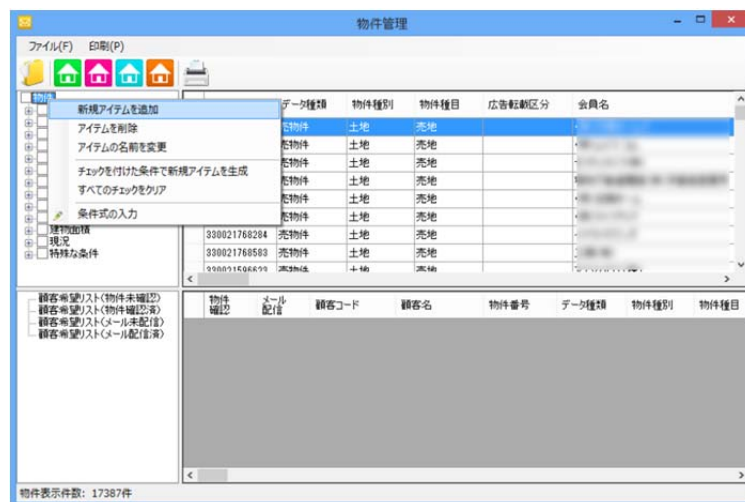 物件管理
ファイル(F) 印刷(P)
物件
新規アイテムを追加
アイテムを削除
アイテムの名前を変更
チェックを付けた条件で新規アイテムを生成
すべてのチェックをクリア
条件式の入力
建物面積
現況
特殊な条件
データ種類 物件種別 物件種目 広告転載区分 会員名
売物件 土地 売地
売物件 土地 売地
売物件 土地 売地
売物件 土地 売地
売物件 土地 売地
売物件 土地 売地
330021768284 売物件 土地 売地
330021768583 売物件 土地 売地
330021596623 売物件 土地 売地
顧客希望リスト(物件未確認)
顧客希望リスト(物件確認済)
顧客希望リスト(メール未配信)
顧客希望リスト(メール配信済)
物件確認 メール配信 顧客コード 顧客名 物件番号 データ種類 物件種別 物件種目
物件表示件数: 17387件